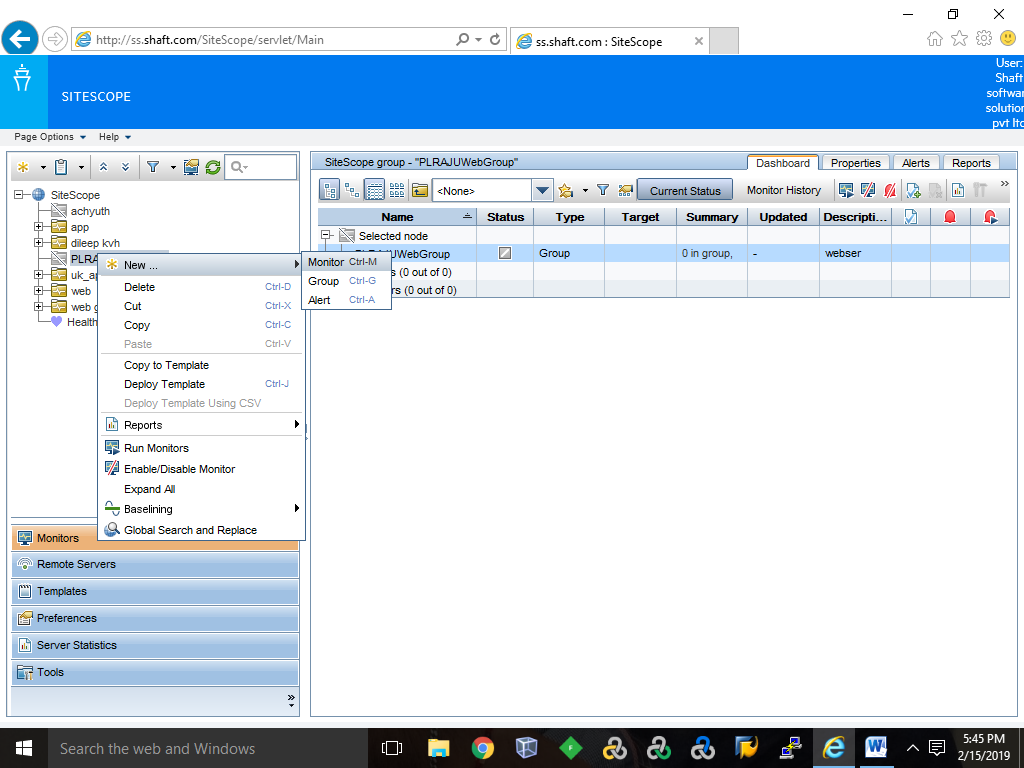 http://ss.shaft.com/SiteScope/servlet/Main
ss.shaft.com : SiteScope
SITESCOPE
User:
Shaft
softwar
solutior
pvt ltd
Page Options
Help
SiteScope group - "PLRAJUWebGroup"
Dashboard
Properties
Alerts
Reports
<None>
Current Status
Monitor History
Name
Status
Type
Target
Summary
Updated
Descripti...
Selected node
PLRAJUWebGroup
Group
0 in group,
-
webser
s (0 out of 0)
rs (0 out of 0)
SiteScope
achyuth
app
dileep kvh
PLRA
uk_ap
web
web g
Health
New ...
Delete Ctrl-D
Cut Ctrl-X
Copy Ctrl-C
Paste Ctrl-V
Copy to Template
Deploy Template Ctrl-J
Deploy Template Using CSV
Reports
Run Monitors
Enable/Disable Monitor
Expand All
Baselining
Global Search and Replace
Monitor Ctrl-M
Group Ctrl-G
Alert Ctrl-A
Monitors
Remote Servers
Templates
Preferences
Server Statistics
Tools
Search the web and Windows
5:45 PM
2/15/2019